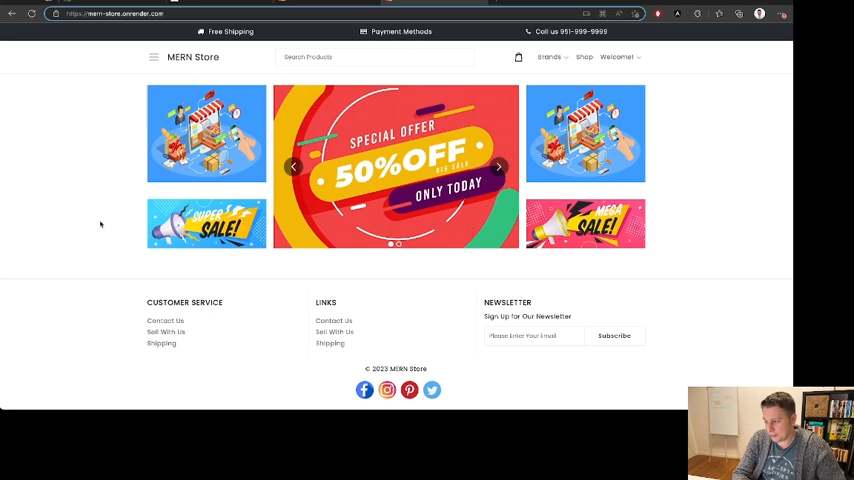 https://mern-store.onrender.com
Free Shipping
Payment Methods
Call us 951-999-9999
MERN Store
Search Products
Brands
Shop
Welcome!
SPECIAL OFFER
50%OFF
BIG SALE
ONLY TODAY
SUPER
SALE!
MEGA
SALE!
CUSTOMER SERVICE
Contact Us
Sell With Us
Shipping
LINKS
Contact Us
Sell With Us
Shipping
NEWSLETTER
Sign Up for Our Newsletter
Please Enter Your Email
Subscribe
© 2023 MERN Store